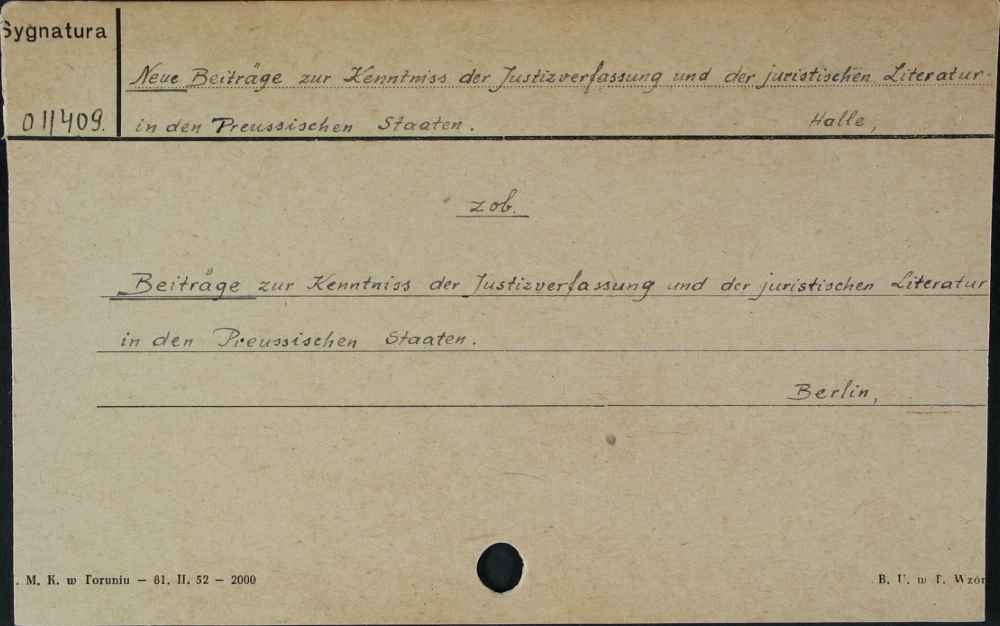 Sygnatura
Neue Beiträge zur Kenntniss der Justizverfassung und der juristischen Literatur
011409. in den Preussischen Staaten. Halle,
zob.
Beiträge zur Kenntniss der Justizverfassung und der juristischen Literatur
in den Preussischen Staaten.
Berlin,
. M. K. w Toruniu — 61. II. 52 — 2000
B. U. w T. Wzór